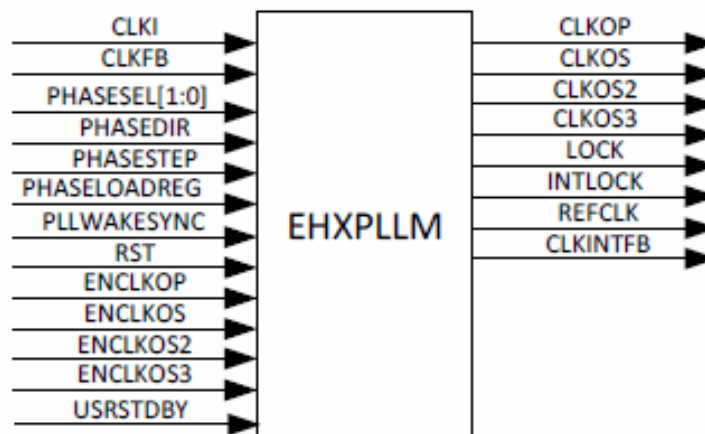 CLKI
CLKFB
PHASESEL[1:0]
PHASEDIR
PHASESTEP
PHASELOADREG
PLLWAKESYNC
RST
ENCLKOP
ENCLKOS
ENCLKOS2
ENCLKOS3
USRSTDBY
EHXPLLM
CLKOP
CLKOS
CLKOS2
CLKOS3
LOCK
INTLOCK
REFCLK
CLKINTFB